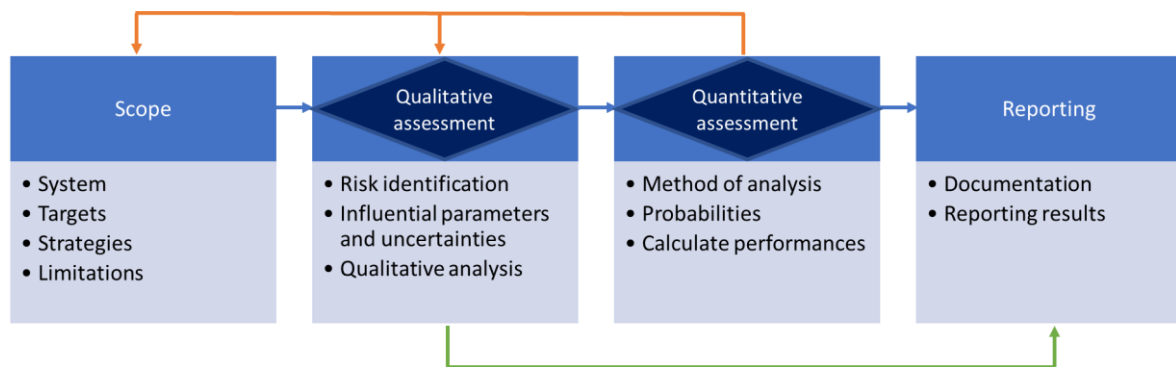 Scope
Qualitative
assessment
Quantitative
assessment
Reporting
• System
• Targets
• Strategies
• Limitations
• Risk identification
• Influential parameters
and uncertainties
• Qualitative analysis
• Method of analysis
• Probabilities
• Calculate performances
• Documentation
• Reporting results